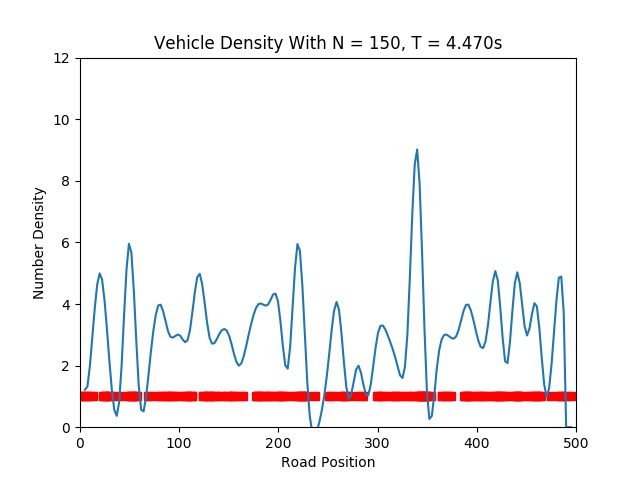 Vehicle Density With N = 150, T = 4.470s
12
10
8
6
4
2
0
Number Density
0 100 200 300 400 500
Road Position